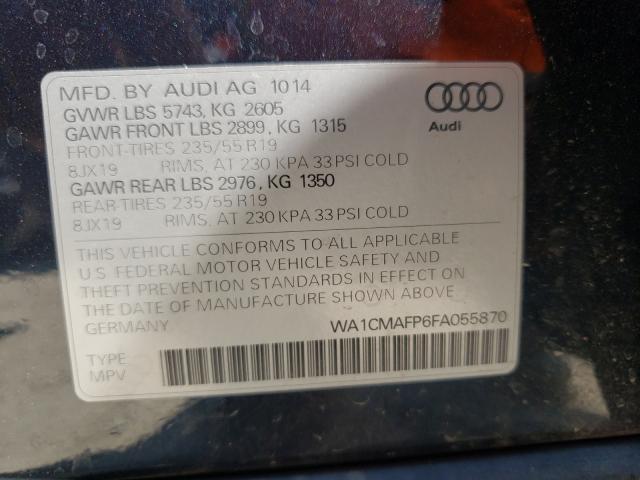 MFD. BY AUDI AG 10 14
GVWR LBS 5743, KG 2605
GAWR FRONT LBS 2899, KG 1315
FRONT-TIRES 235/55 R19
8JX19 RIMS, AT 230 KPA 33 PSI COLD
GAWR REAR LBS 2976, KG 1350
REAR-TIRES 235/55 R19
8JX19 RIMS, AT 230 KPA 33 PSI COLD
Audi
THIS VEHICLE CONFORMS TO ALL APPLICABLE
U.S. FEDERAL MOTOR VEHICLE SAFETY AND
THEFT PREVENTION STANDARDS IN EFFECT ON
THE DATE OF MANUFACTURE SHOWN ABOVE
GERMANY WA1CMAFP6FA055870
TYPE
MPV